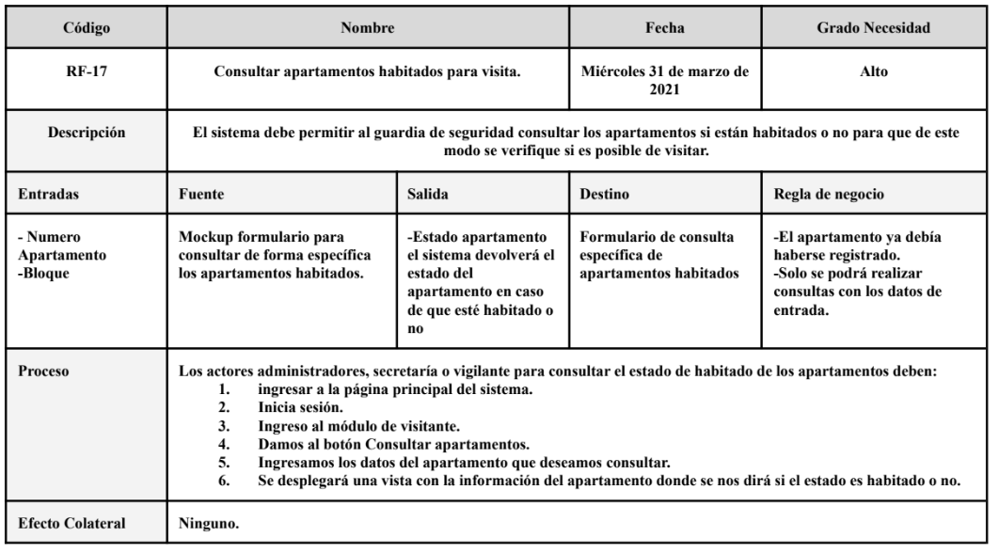 Código Nombre Fecha Grado Necesidad
RF-17 Consultar apartamentos habitados para visita. Miércoles 31 de marzo de
2021 Alto
Descripción El sistema debe permitir al guardia de seguridad consultar los apartamentos si están habitados o no para que de este
modo se verifique si es posible de visitar.
Entradas Fuente Salida Destino Regla de negocio
- Numero
Apartamento
-Bloque
Mockup formulario para
consultar de forma específica
los apartamentos habitados.
-Estado apartamento
el sistema devolverá el
estado del
apartamento en caso
de que esté habitado o
no
Formulario de consulta
específica de
apartamentos habitados
-El apartamento ya debía
haberse registrado.
-Solo se podrá realizar
consultas con los datos de
entrada.
Proceso
Los actores administradores, secretaría o vigilante para consultar el estado de habitado de los apartamentos deben:
1. ingresar a la página principal del sistema.
2. Inicia sesión.
3. Ingreso al módulo de visitante.
4. Damos al botón Consultar apartamentos.
5. Ingresamos los datos del apartamento que deseamos consultar.
6. Se desplegará una vista con la información del apartamento donde se nos dirá si el estado es habitado o no.
Efecto Colateral Ninguno.